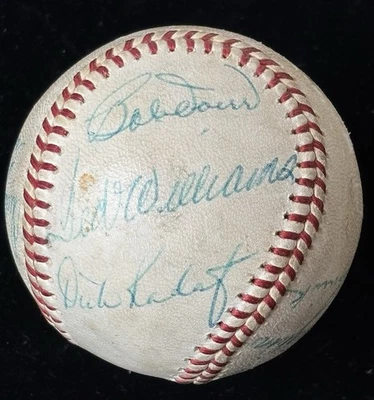 Bob Doerr
Ted Williams
Dick Radatz